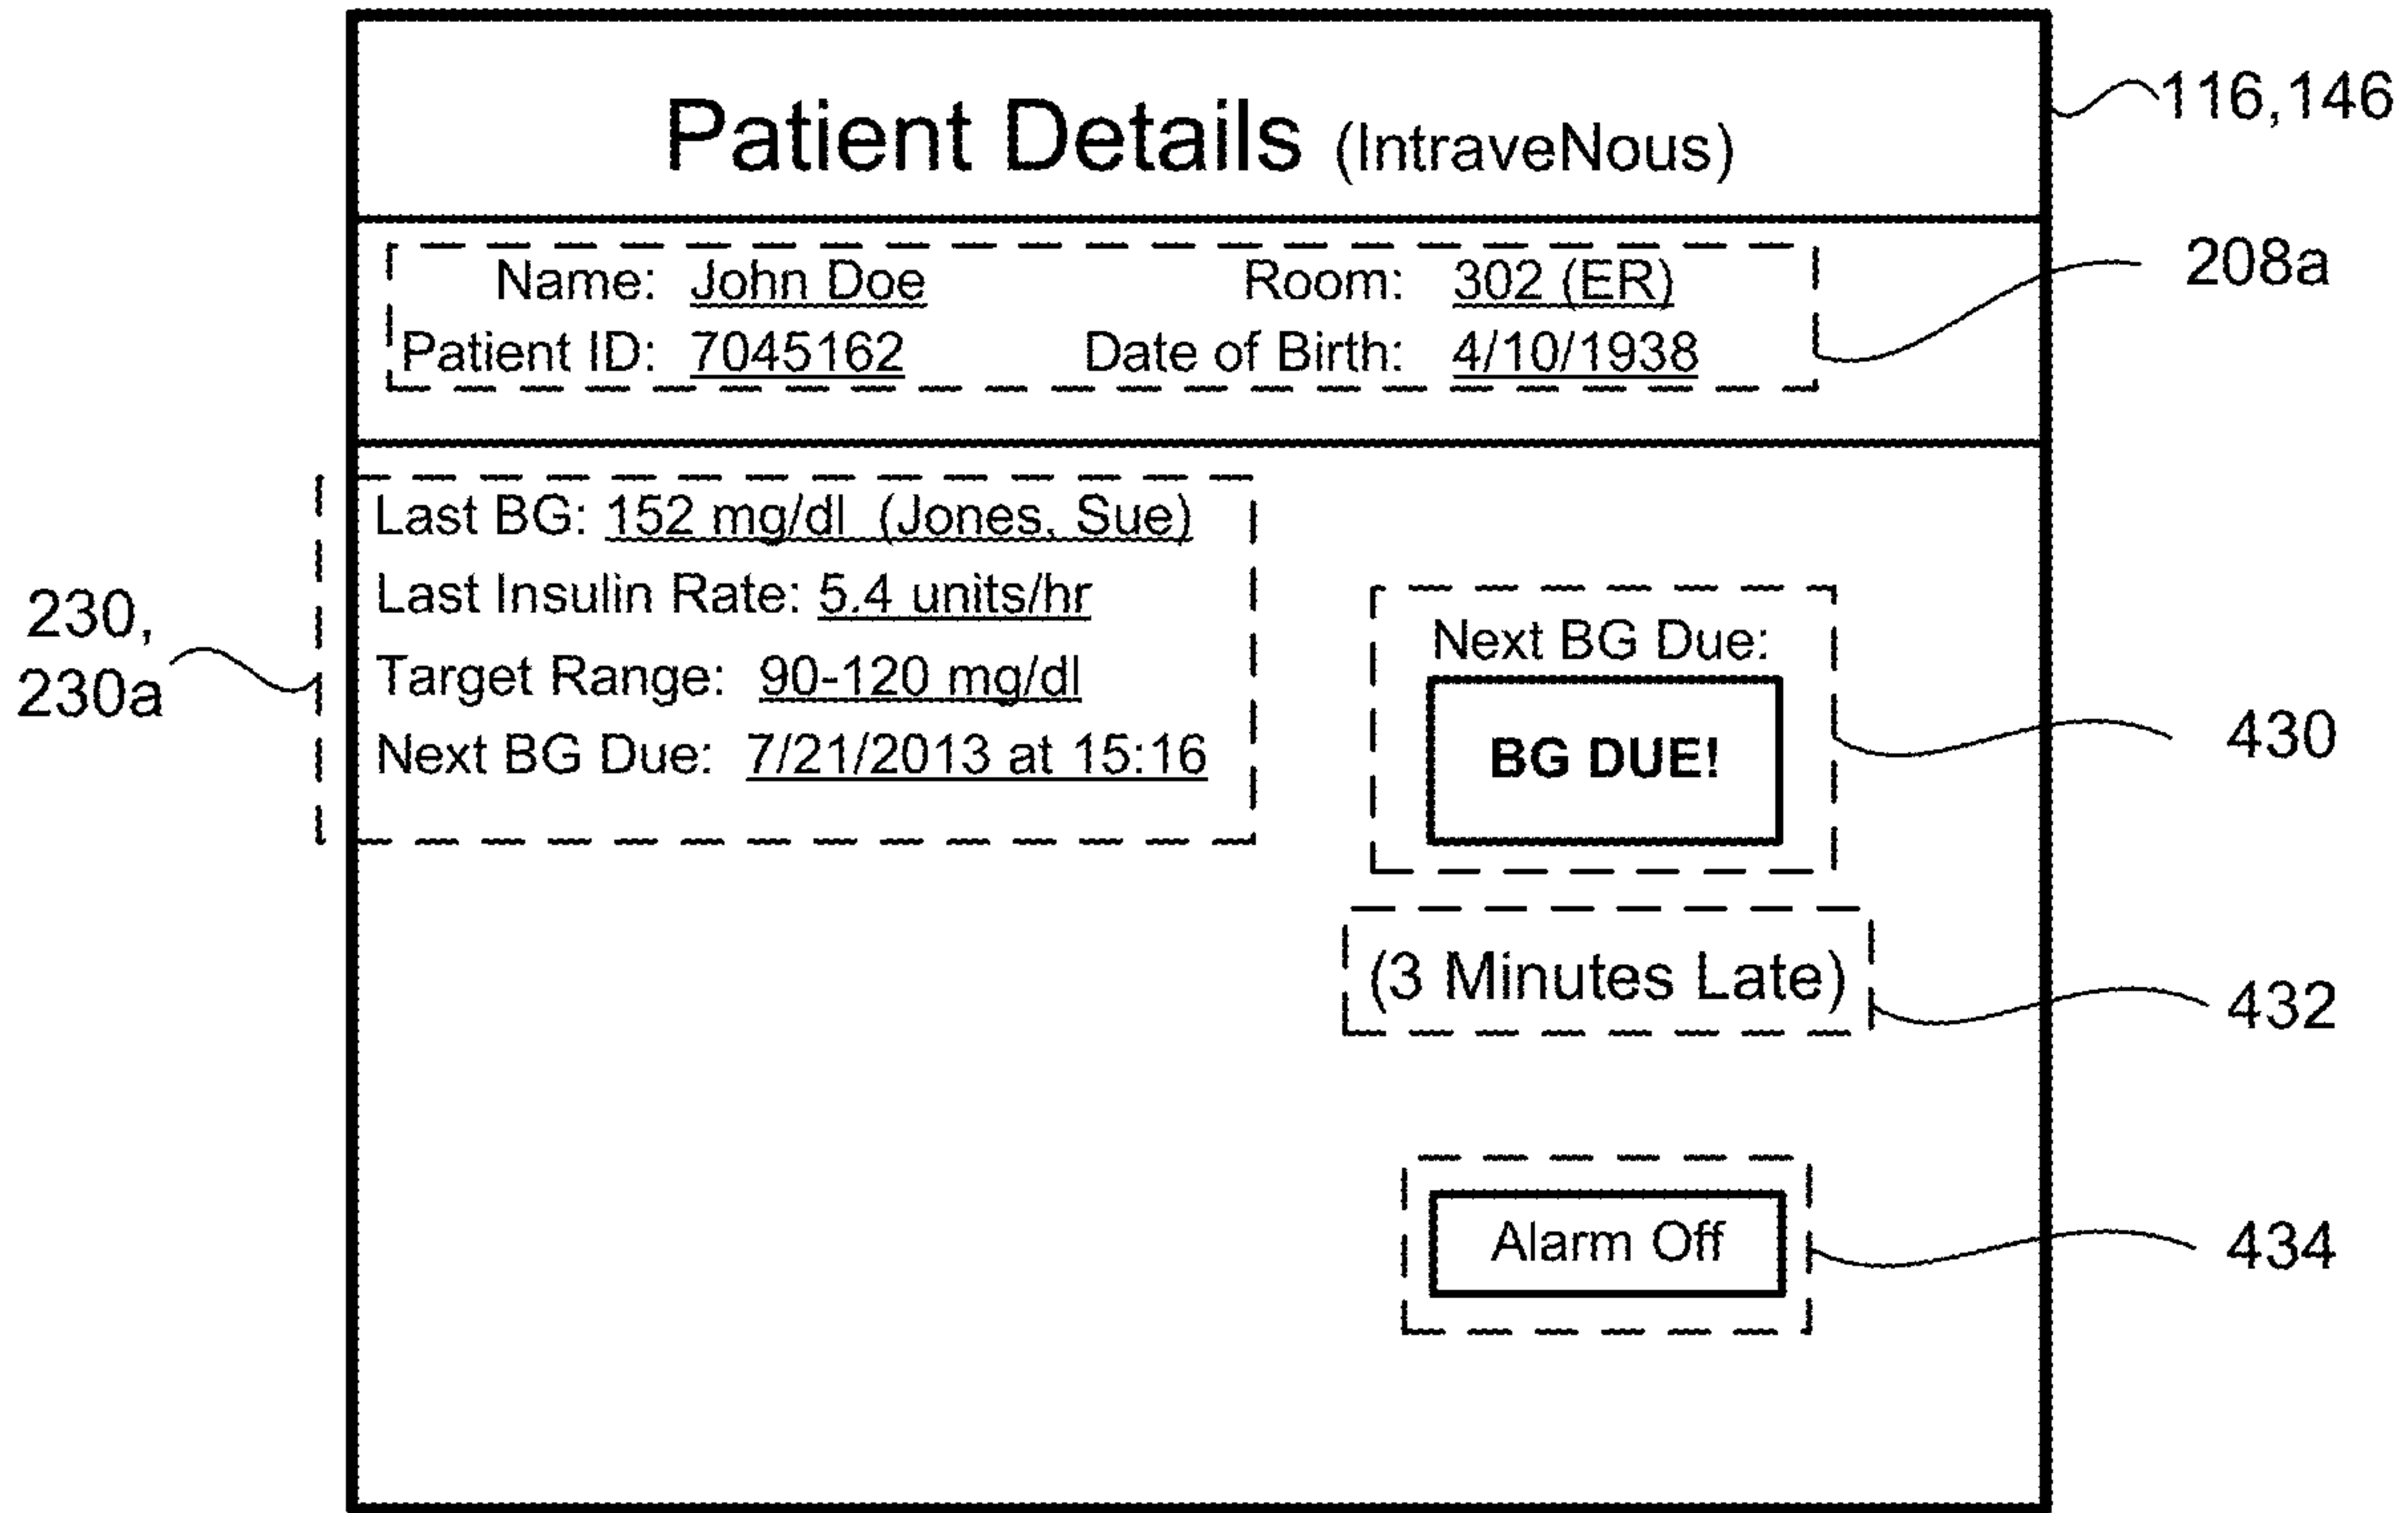 Patient Details (IntraveNous)
116,146
Name: John Doe Room: 302 (ER)
Patient ID: 7045162 Date of Birth: 4/10/1938
208a
Last BG: 152 mg/dl (Jones, Sue)
Last Insulin Rate: 5.4 units/hr
Target Range: 90-120 mg/dl
Next BG Due: 7/21/2013 at 15:16
230,
230a
Next BG Due:
BG DUE!
430
(3 Minutes Late)
432
Alarm Off
434